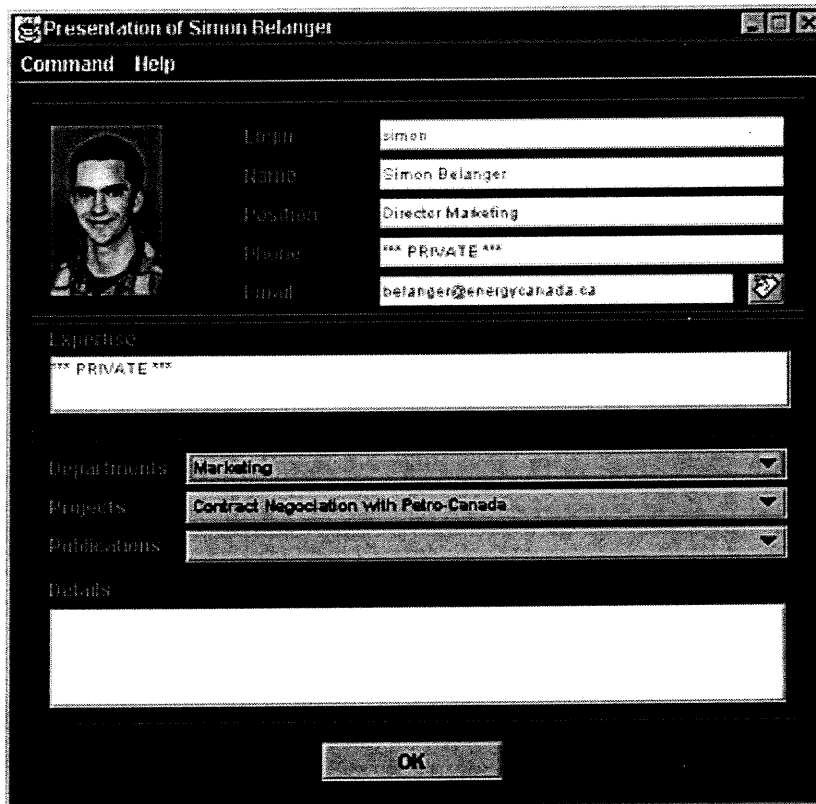 Presentation of Simon Belanger
Command Help
Login simon
Name Simon Belanger
Position Director Marketing
Phone *** PRIVATE ***
Email belanger@energycanada.ca
Expertise
*** PRIVATE ***
Departments Marketing
Projects Contract Negociation with Petro-Canada
Publications
Details
OK